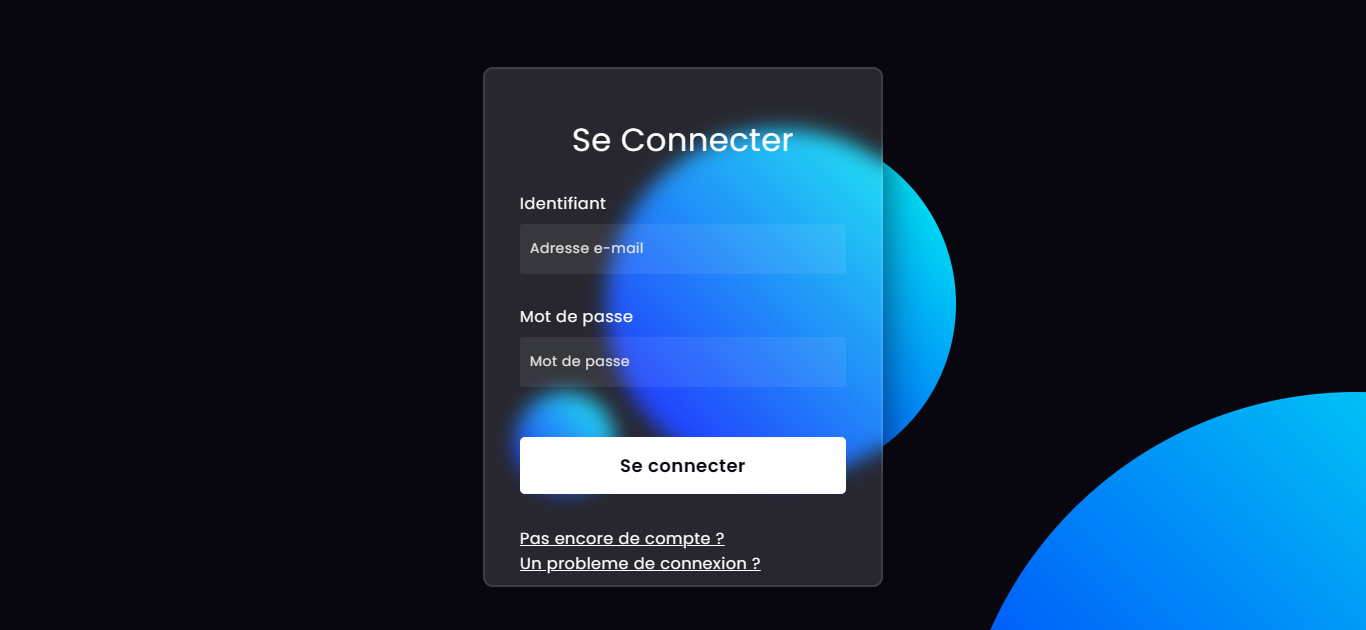 Se Connecter
Identifiant
Adresse e-mail
Mot de passe
Mot de passe
Se connecter
Pas encore de compte ?
Un probleme de connexion ?